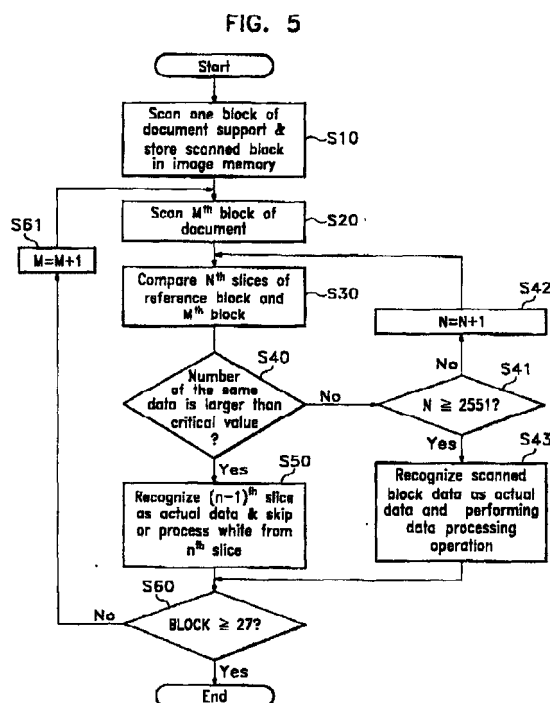 FIG. 5
Start
Scan one block of
document support &
store scanned block
in image memory
S10
S61
M=M+1
Scan Mth block of
document
S20
Compare Nth slices of
reference block and
Mth block
S30
S42
N=N+1
No
S40
Number
of the same
data is larger than
critical value
?
No
S41
N ≧ 2551?
Yes
Yes
S50
Recognize (n-1)th slice
as actual data & skip
or process white from
nth slice
S43
Recognize scanned
block data as actual
data and performing
data processing
operation
S60
No
BLOCK ≧ 27?
Yes
End